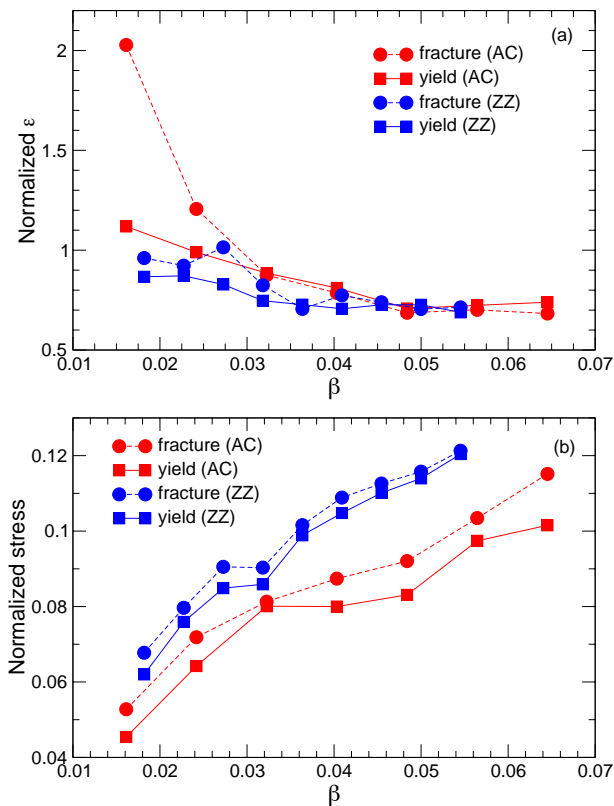 (a)
fracture (AC)
yield (AC)
fracture (ZZ)
yield (ZZ)
Normalized ε
2
1.5
1
0.5
0.01 0.02 0.03 0.04 0.05 0.06 0.07
β
(b)
fracture (AC)
yield (AC)
fracture (ZZ)
yield (ZZ)
Normalized stress
0.12
0.1
0.08
0.06
0.04
0.01 0.02 0.03 0.04 0.05 0.06 0.07
β